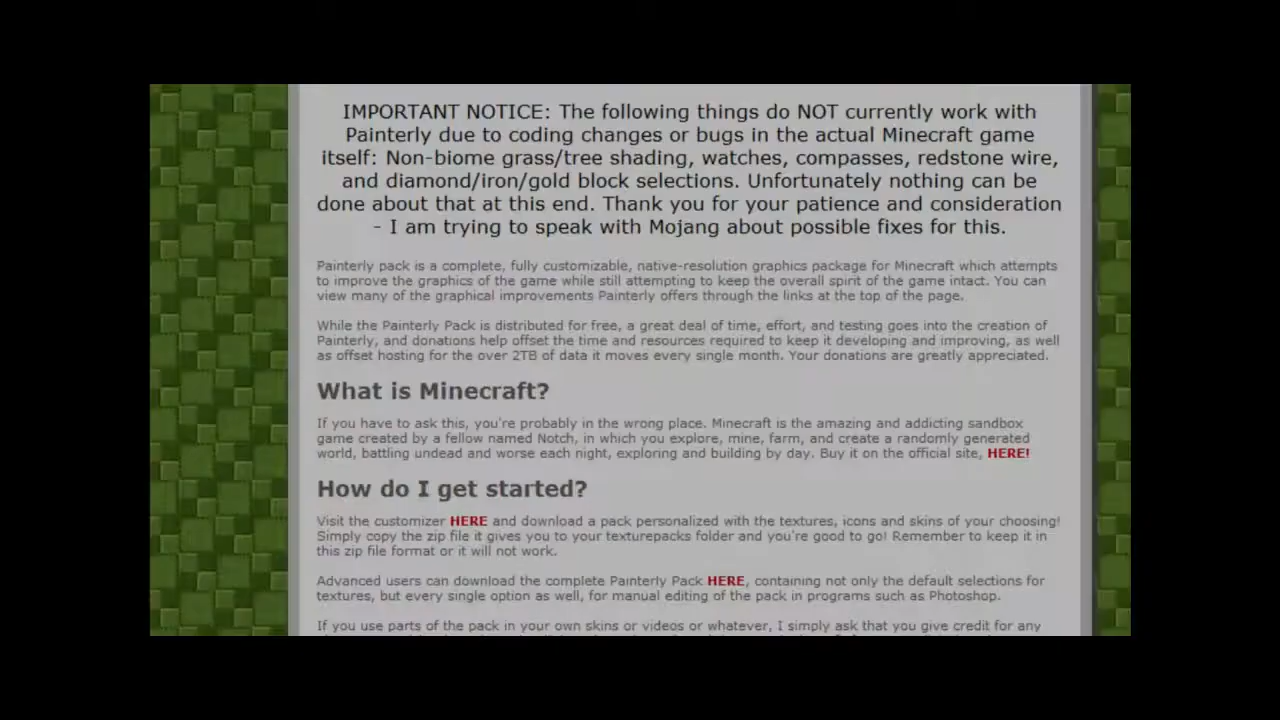 IMPORTANT NOTICE: The following things do NOT currently work with
Painterly due to coding changes or bugs in the actual Minecraft game
itself: Non-biome grass/tree shading, watches, compasses, redstone wire,
and diamond/iron/gold block selections. Unfortunately nothing can be
done about that at this end. Thank you for your patience and consideration
- I am trying to speak with Mojang about possible fixes for this.
Painterly pack is a complete, fully customizable, native-resolution graphics package for Minecraft which attempts
to improve the graphics of the game while still attempting to keep the overall spirit of the game intact. You can
view many of the graphical improvements Painterly offers through the links at the top of the page.
While the Painterly Pack is distributed for free, a great deal of time, effort, and testing goes into the creation of
Painterly, and donations help offset the time and resources required to keep it developing and improving, as well
as offset hosting for the over 2TB of data it moves every single month. Your donations are greatly appreciated.
What is Minecraft?
If you have to ask this, you're probably in the wrong place. Minecraft is the amazing and addicting sandbox
game created by a fellow named Notch, in which you explore, mine, farm, and create a randomly generated
world, battling undead and worse each night, exploring and building by day. Buy it on the official site, HERE!
How do I get started?
Visit the customizer HERE and download a pack personalized with the textures, icons and skins of your choosing!
Simply copy the zip file it gives you to your texturepacks folder and you're good to go! Remember to keep it in
this zip file format or it will not work.
Advanced users can download the complete Painterly Pack HERE, containing not only the default selections for
textures, but every single option as well, for manual editing of the pack in programs such as Photoshop.
If you use parts of the pack in your own skins or videos or whatever, I simply ask that you give credit for any